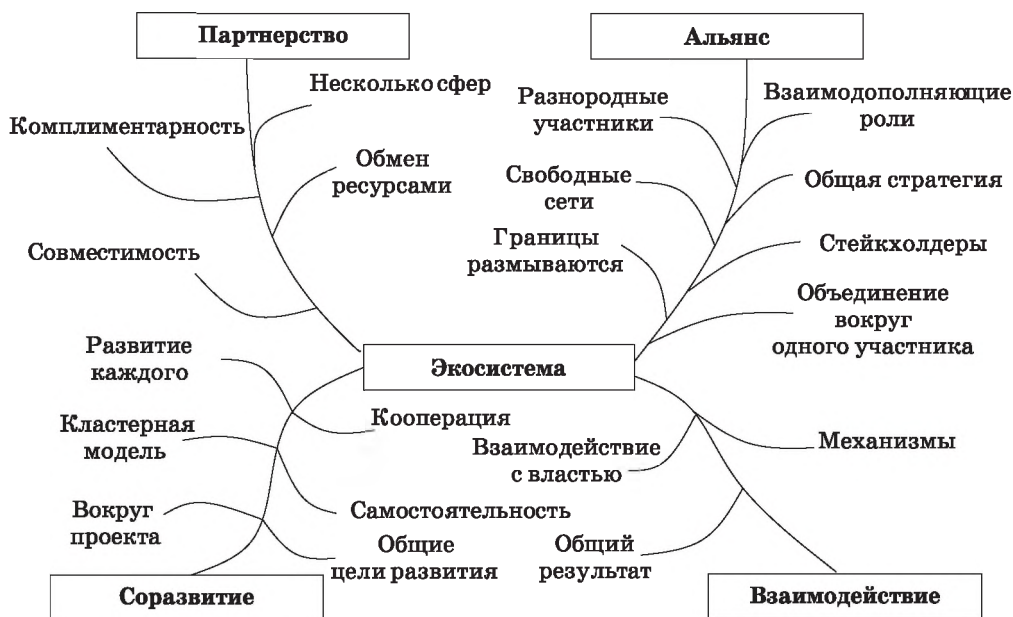 Партнерство
Альянс
Несколько сфер
Комплиментарность
Обмен
ресурсами
Совместимость
Разнородные
участники
Взаимодополняющие
роли
Свободные
сети
Общая стратегия
Границы
размываются
Стейкхолдеры
Объединение
вокруг
одного участника
Экосистема
Развитие
каждого
Кооперация
Кластерная
модель
Самостоятельность
Вокруг
проекта
Общие
цели развития
Взаимодействие
с властью
Механизмы
Общий
результат
Соразвитие
Взаимодействие